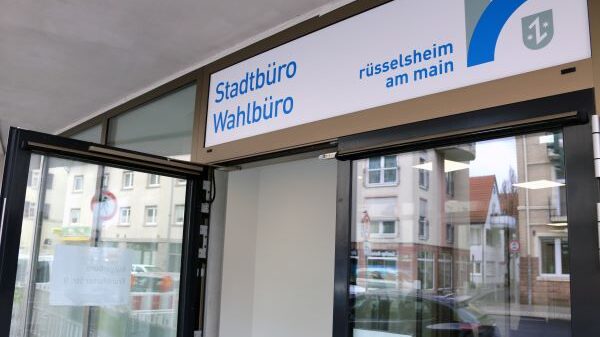 Stadtbüro
Wahlbüro
rüsselsheim
am main